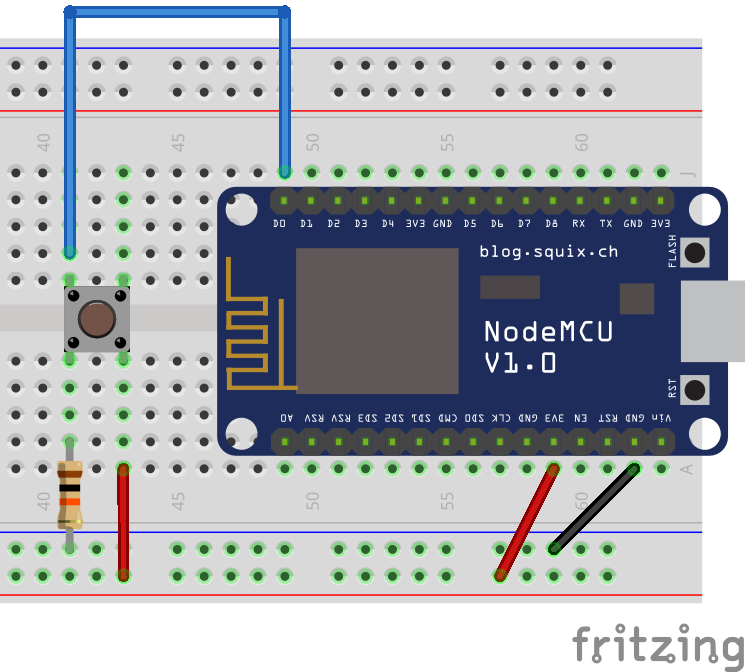 40 45 50 55 60
J
D0 D1 D2 D3 D4 3V3 GND D5 D6 D7 D8 RX TX GND 3V3
blog.squix.ch
FLASH
NodeMCU
V1.0
RST
A0 RSV RSV SD3 SD2 SD1 CMD SD0 CLK GND 3V3 EN RST GND Vin
A
40 45 50 55 60
fritzing